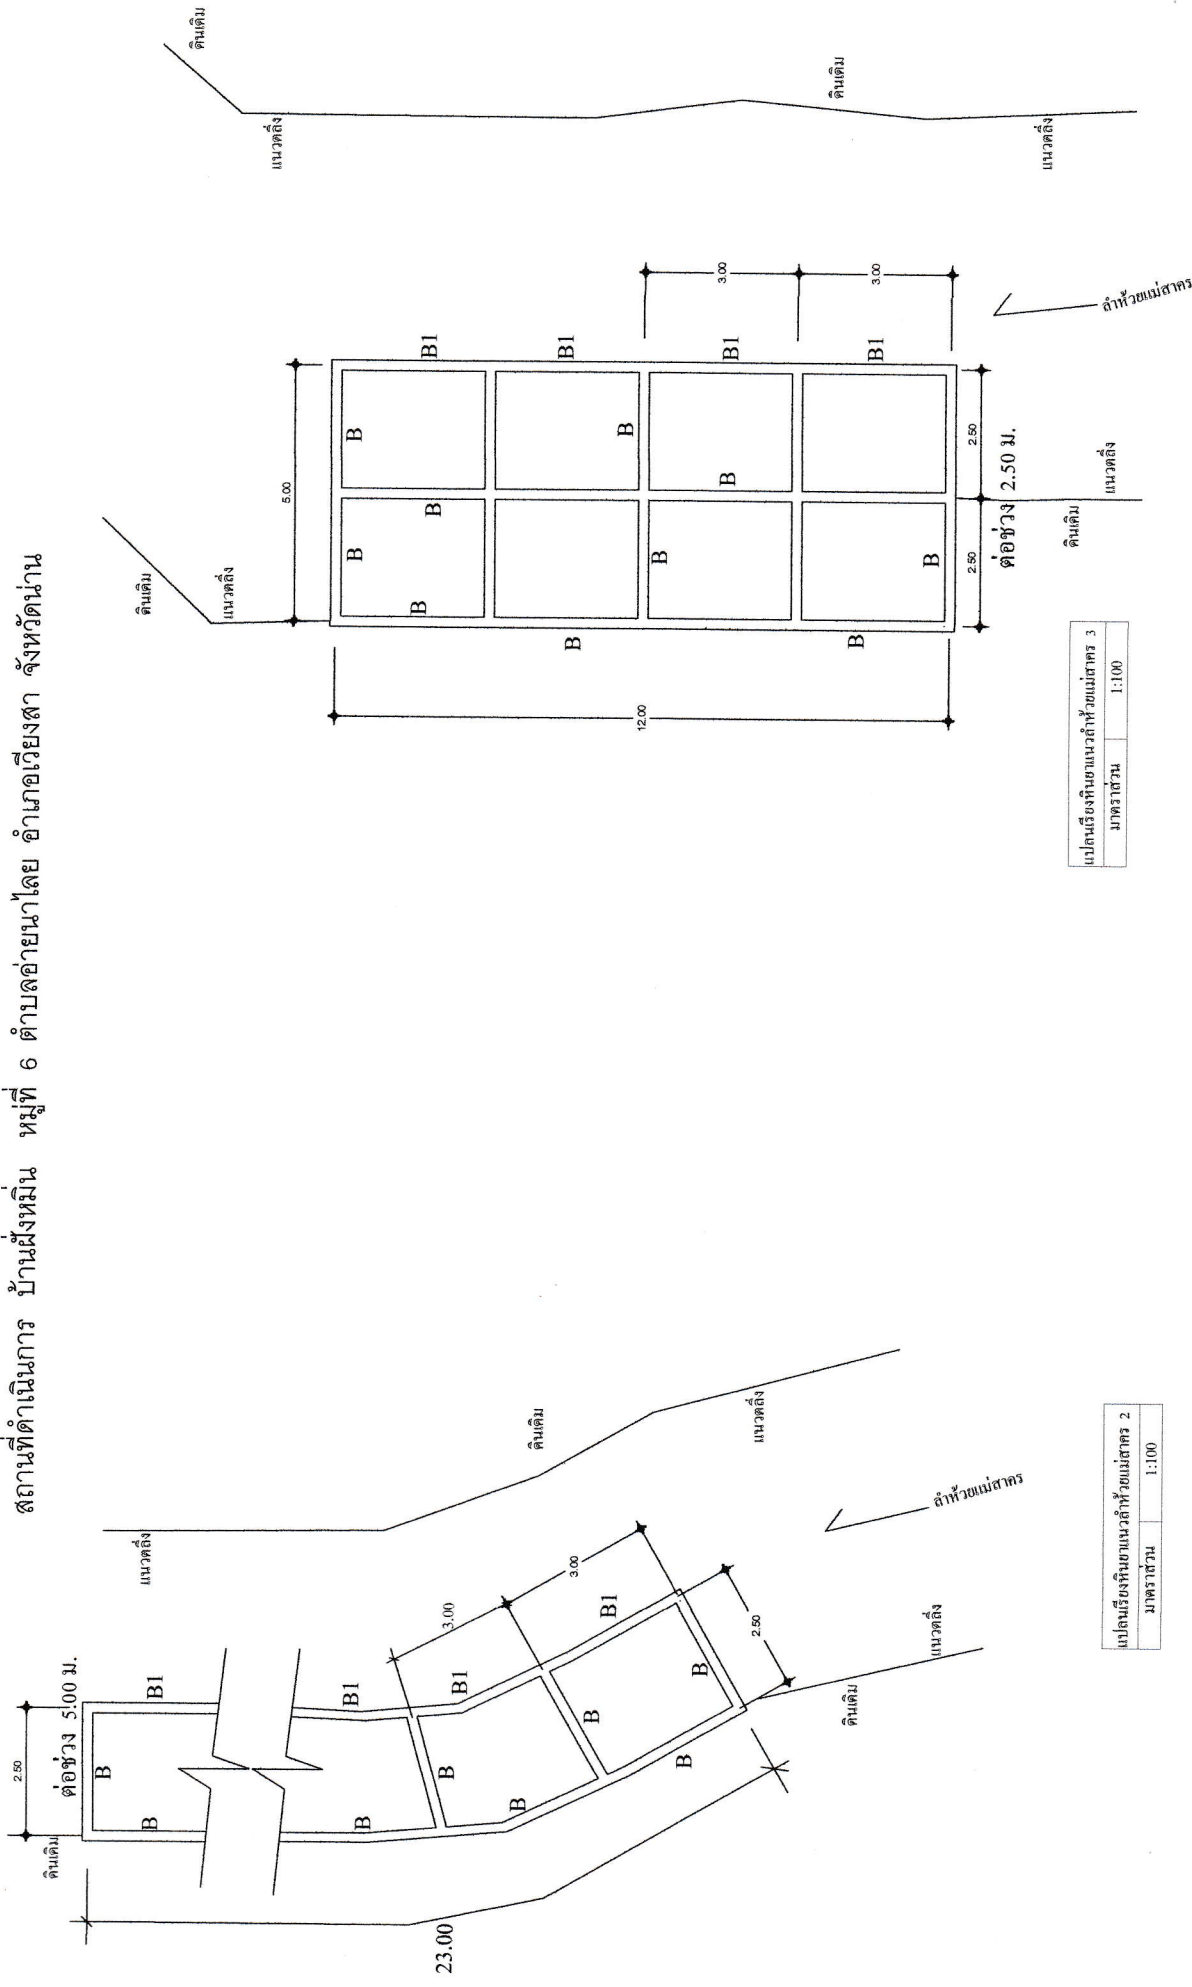 สถานที่ดำเนินการ บ้านฝั่งหมิ่น หมู่ที่ 6 ตำบลอ่ายนาไลย อำเภอเวียงสา จังหวัดน่าน
2.50
ต่อช่วง 5.00 ม.
ดินเดิม
แนวตลิ่ง
B
B
B1
B
B1
B
B
B1
B
B1
B
B
3.00
3.00
2.50
23.00
ดินเดิม
แนวตลิ่ง
ดินเดิม
แนวตลิ่ง
ลำห้วยแม่สาคร
แปลนเรียงหินยาแนวลำห้วยแม่สาคร 2
มาตราส่วน 1:100
ดินเดิม
แนวตลิ่ง
5.00
B
B
B
B
B1
B
B
B1
B
B
B1
B
B
B1
12.00
3.00
3.00
2.50
2.50
ต่อช่วง 2.50 ม.
ดินเดิม
แนวตลิ่ง
ลำห้วยแม่สาคร
ดินเดิม
แนวตลิ่ง
ดินเดิม
แนวตลิ่ง
แปลนเรียงหินยาแนวลำห้วยแม่สาคร 3
มาตราส่วน 1:100